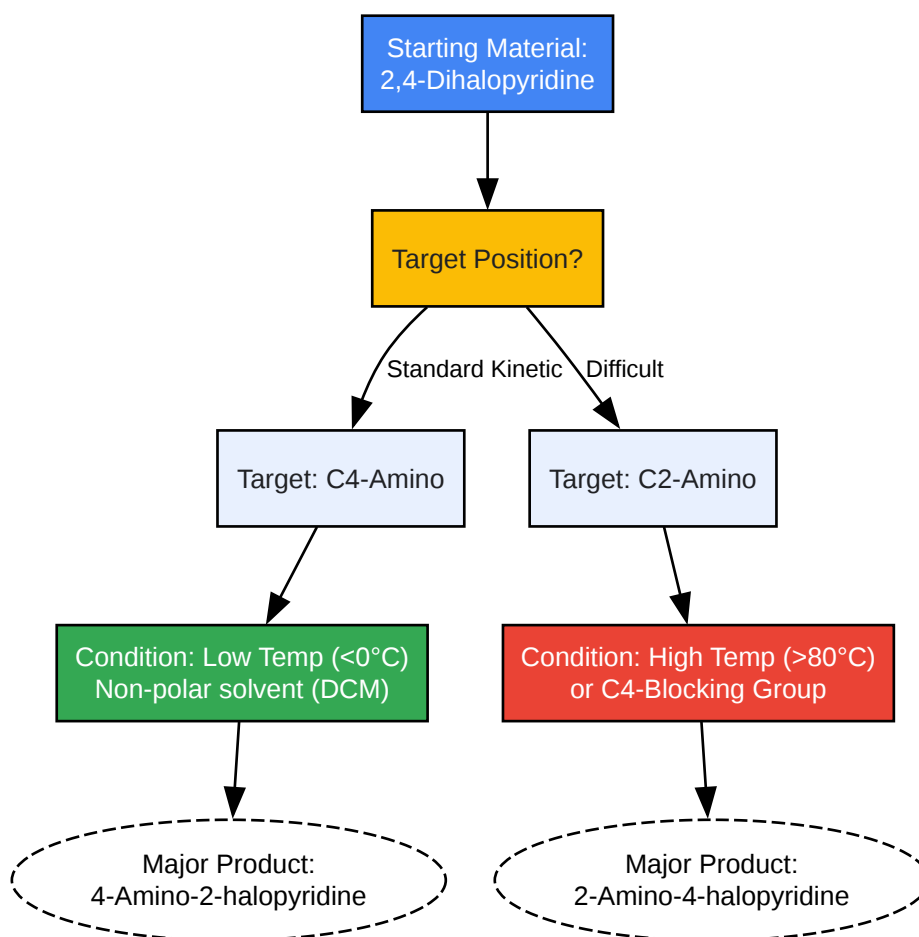 Starting Material:
2,4-Dihalopyridine
Target Position?
Standard Kinetic
Difficult
Target: C4-Amino
Target: C2-Amino
Condition: Low Temp (<0°C)
Non-polar solvent (DCM)
Condition: High Temp (>80°C)
or C4-Blocking Group
Major Product:
4-Amino-2-halopyridine
Major Product:
2-Amino-4-halopyridine